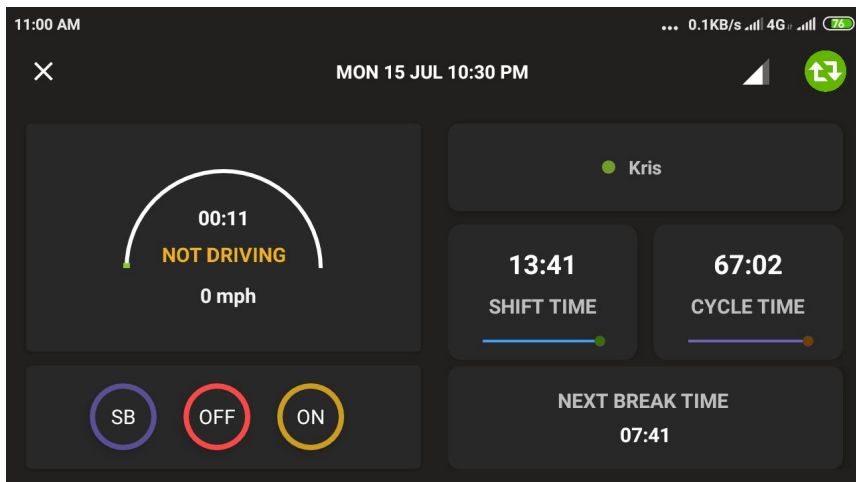 11:00 AM
... 0.1KB/s 4G 76
MON 15 JUL 10:30 PM
00:11
NOT DRIVING
0 mph
SB
OFF
ON
Kris
13:41
SHIFT TIME
67:02
CYCLE TIME
NEXT BREAK TIME
07:41